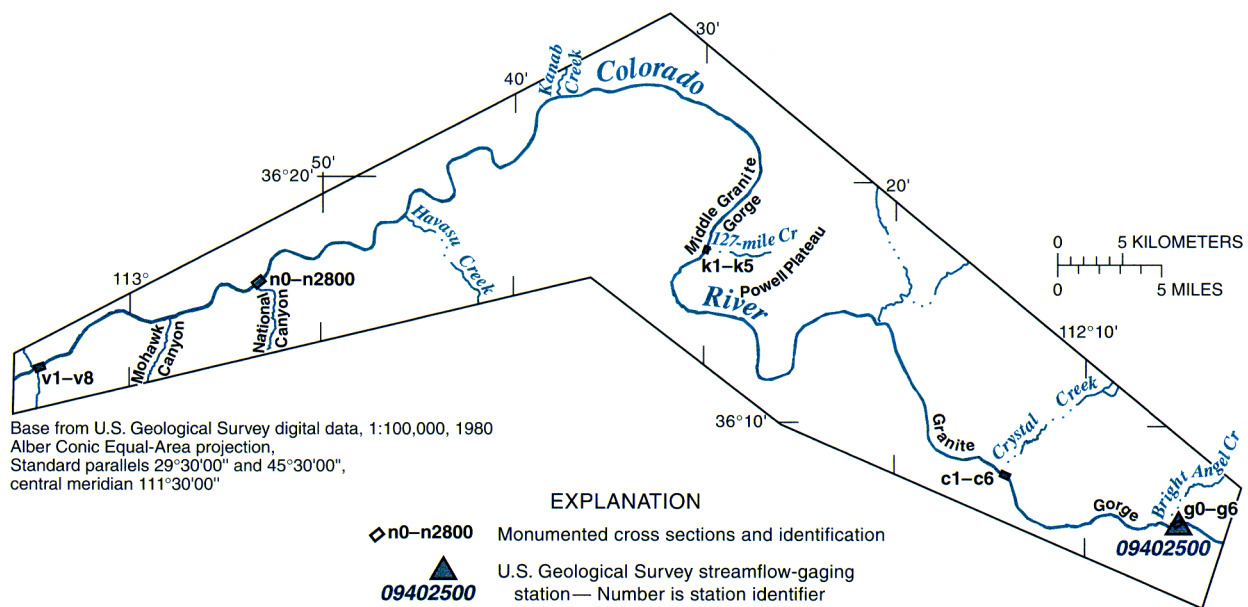 30'
Kanab
Creek
Colorado
40'
50'
36°20'
20'
Havasu
Creek
Middle Granite
Gorge
127-mile Cr
k1–k5
Powell Plateau
River
0 5 KILOMETERS
0 5 MILES
113°
n0–n2800
National
Canyon
Mohawk
Canyon
v1–v8
112°10'
36°10'
Granite
Crystal Creek
c1–c6
Gorge
Bright Angel Cr
g0–g6
09402500
Base from U.S. Geological Survey digital data, 1:100,000, 1980
Alber Conic Equal-Area projection,
Standard parallels 29°30'00" and 45°30'00",
central meridian 111°30'00"
EXPLANATION
n0–n2800 Monumented cross sections and identification
09402500 U.S. Geological Survey streamflow-gaging
station— Number is station identifier